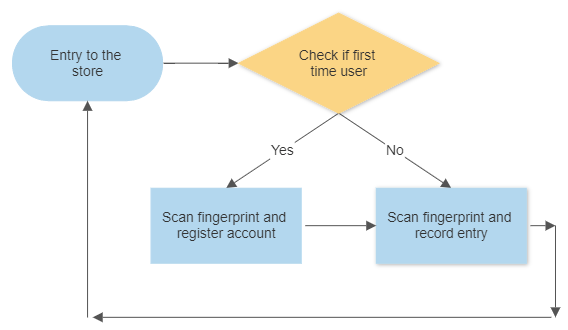 Entry to the
store
Check if first
time user
Yes
No
Scan fingerprint and
register account
Scan fingerprint and
record entry